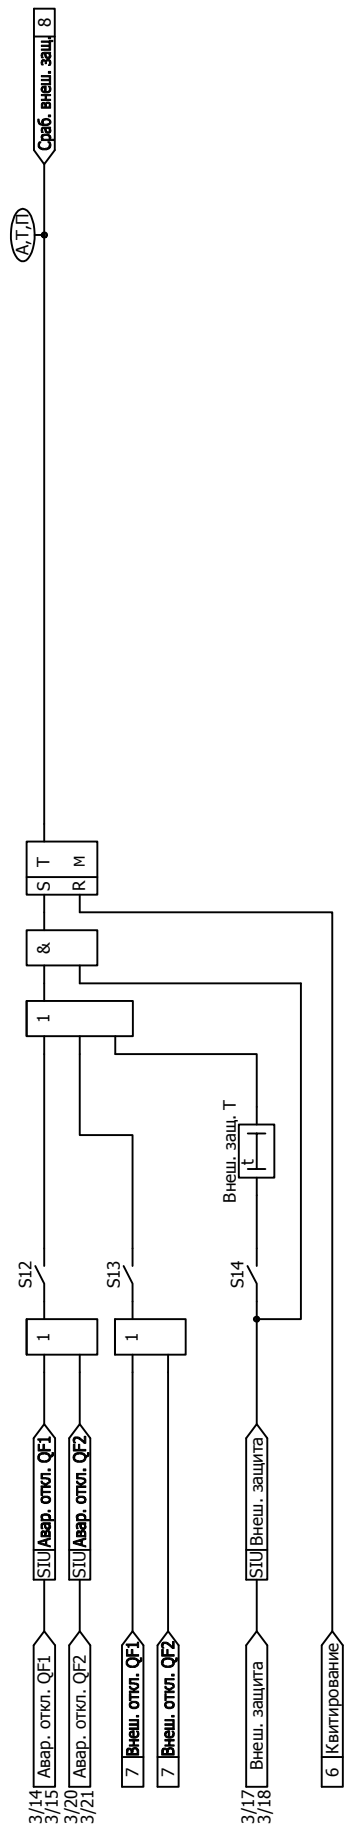 3/14
3/15
Авар. откл. QF1
SIU
Авар. откл. QF1
1
S12
1
&
S T
R M
А,Т,П
Сраб. внеш. защ.
8
3/20
3/21
Авар. откл. QF2
SIU
Авар. откл. QF2
7
Внеш. откл. QF1
1
S13
7
Внеш. откл. QF2
3/17
3/18
Внеш. защита
SIU
Внеш. защита
S14
Внеш. защ. Т
t
6
Квитирование